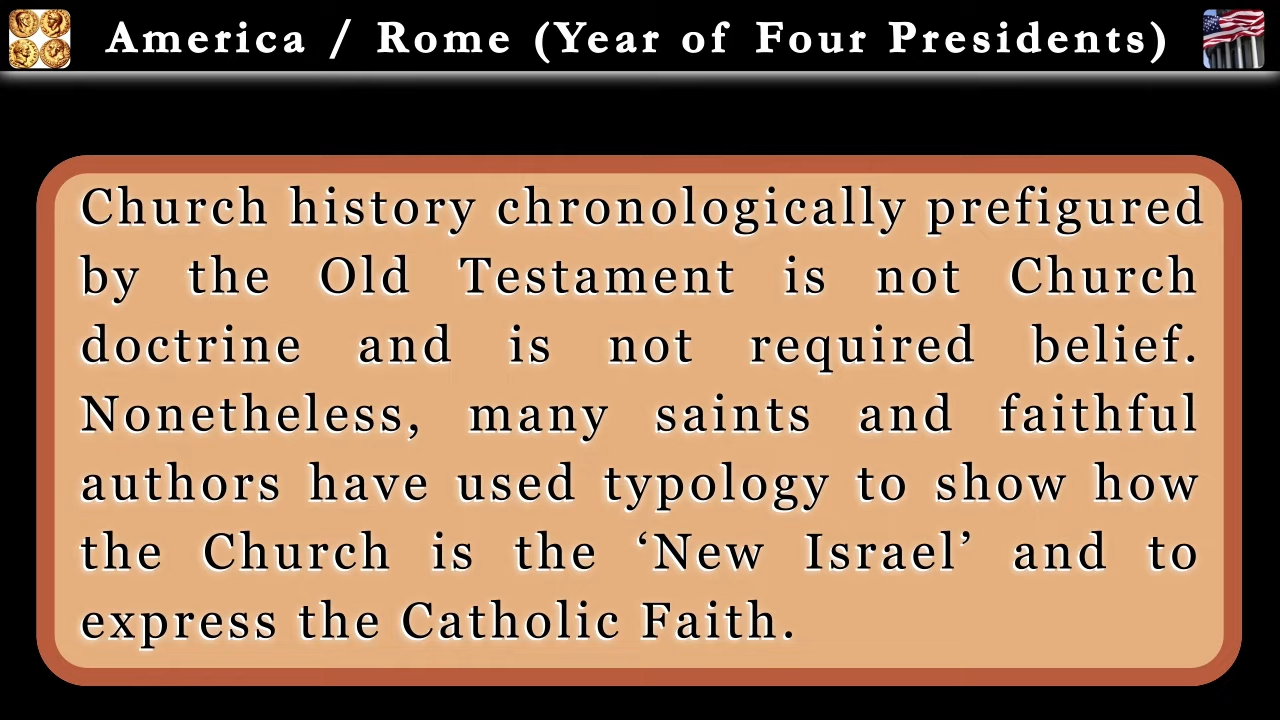 America / Rome (Year of Four Presidents)
Church history chronologically prefigured
by the Old Testament is not Church
doctrine and is not required belief.
Nonetheless, many saints and faithful
authors have used typology to show how
the Church is the ‘New Israel’ and to
express the Catholic Faith.